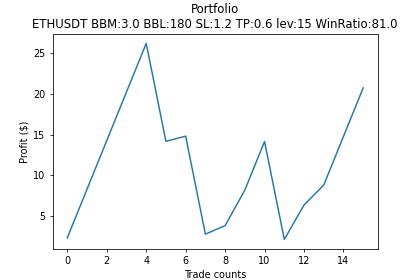 Portfolio
ETHUSDT BBM:3.0 BBL:180 SL:1.2 TP:0.6 lev:15 WinRatio:81.0
25
20
15
10
5
Profit ($)
0 2 4 6 8 10 12 14
Trade counts